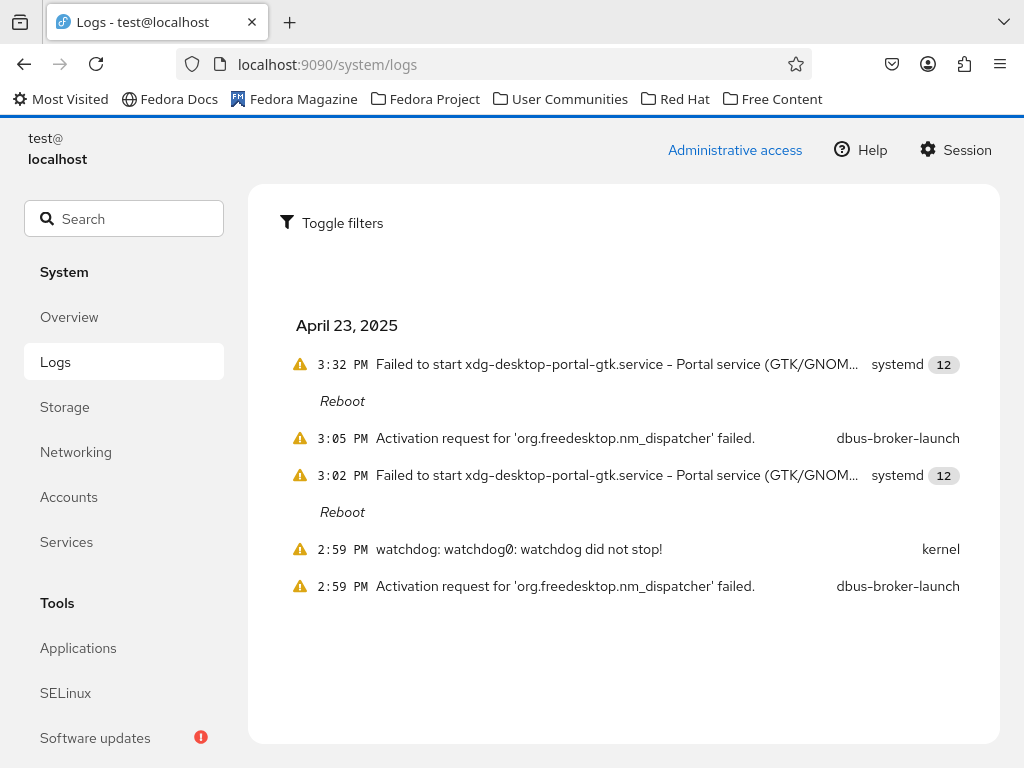 Logs - test@localhost
localhost:9090/system/logs
Most Visited Fedora Docs FM Fedora Magazine Fedora Project User Communities Red Hat Free Content
test@
localhost
Administrative access Help Session
Search
System
Overview
Logs
Storage
Networking
Accounts
Services
Tools
Applications
SELinux
Software updates
Toggle filters
April 23, 2025
3:32 PM Failed to start xdg-desktop-portal-gtk.service - Portal service (GTK/GNOM... systemd 12
Reboot
3:05 PM Activation request for 'org.freedesktop.nm_dispatcher' failed. dbus-broker-launch
3:02 PM Failed to start xdg-desktop-portal-gtk.service - Portal service (GTK/GNOM... systemd 12
Reboot
2:59 PM watchdog: watchdog0: watchdog did not stop! kernel
2:59 PM Activation request for 'org.freedesktop.nm_dispatcher' failed. dbus-broker-launch